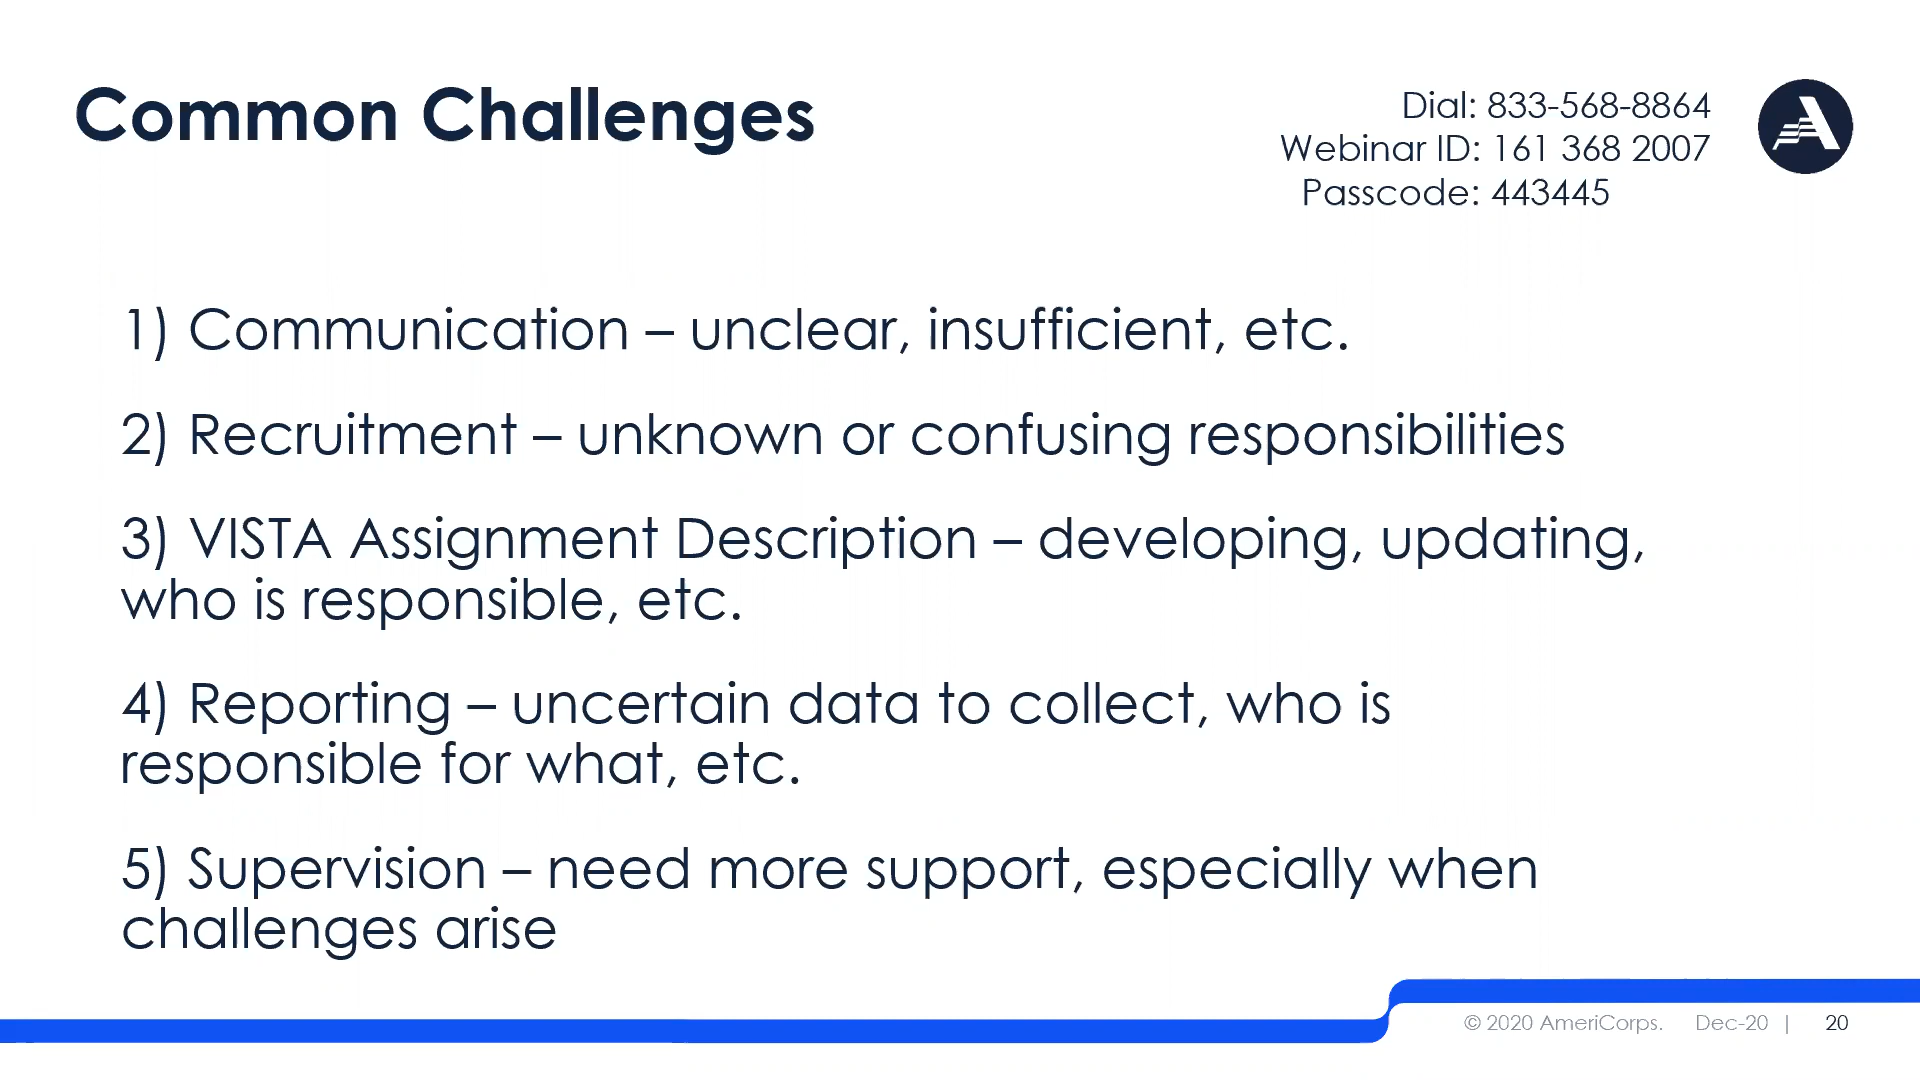 Common Challenges
Dial: 833-568-8864
Webinar ID: 161 368 2007
Passcode: 443445
1) Communication – unclear, insufficient, etc.
2) Recruitment – unknown or confusing responsibilities
3) VISTA Assignment Description – developing, updating,
who is responsible, etc.
4) Reporting – uncertain data to collect, who is
responsible for what, etc.
5) Supervision – need more support, especially when
challenges arise
© 2020 AmeriCorps. Dec-20 | 20